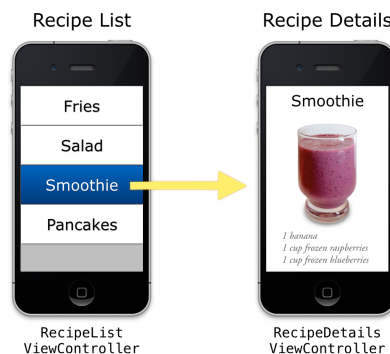 Recipe List
Fries
Salad
Smoothie
Pancakes
RecipeList
ViewController
Recipe Details
Smoothie
1 banana
1 cup frozen raspberries
1 cup frozen blueberries
RecipeDetails
ViewController